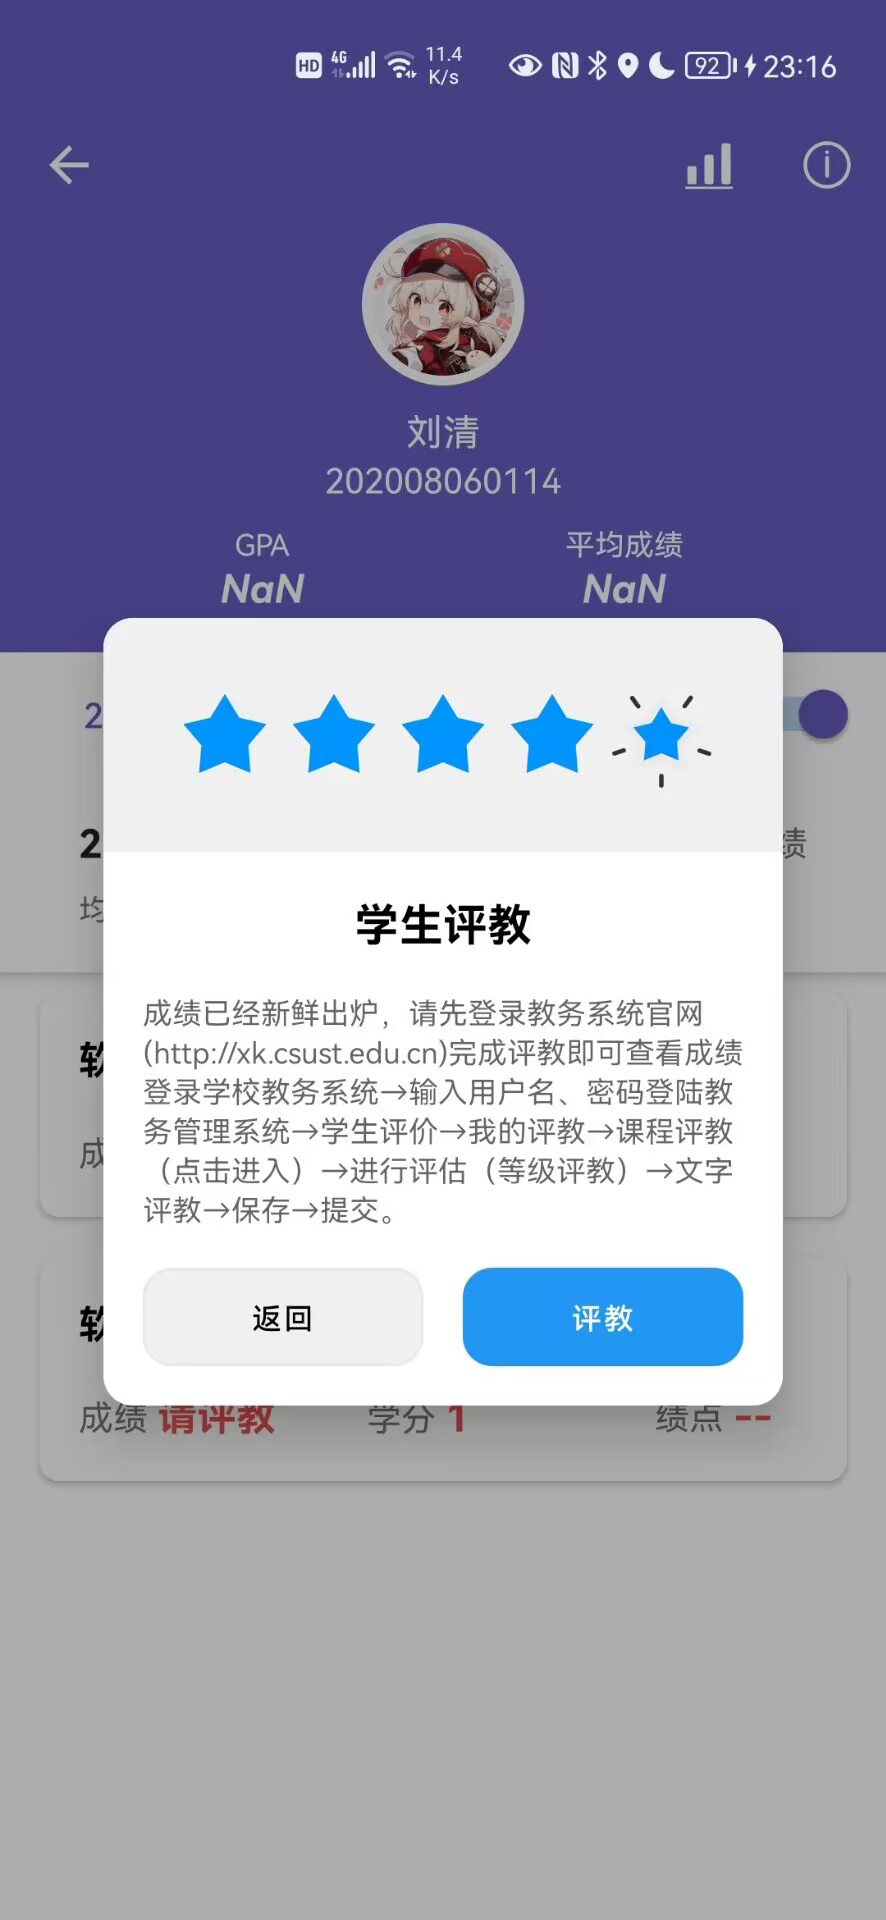 HD 4G 11.4 K/s 92 23:16
刘清
202008060114
GPA 平均成绩
NaN NaN
2
2 绩
均
学生评教
成绩已经新鲜出炉，请先登录教务系统官网
(http://xk.csust.edu.cn)完成评教即可查看成绩
登录学校教务系统→输入用户名、密码登陆教
务管理系统→学生评价→我的评教→课程评教
（点击进入）→进行评估（等级评教）→文字
评教→保存→提交。
软
成
返回 评教
软
成绩 请评教 学分 1 绩点 --